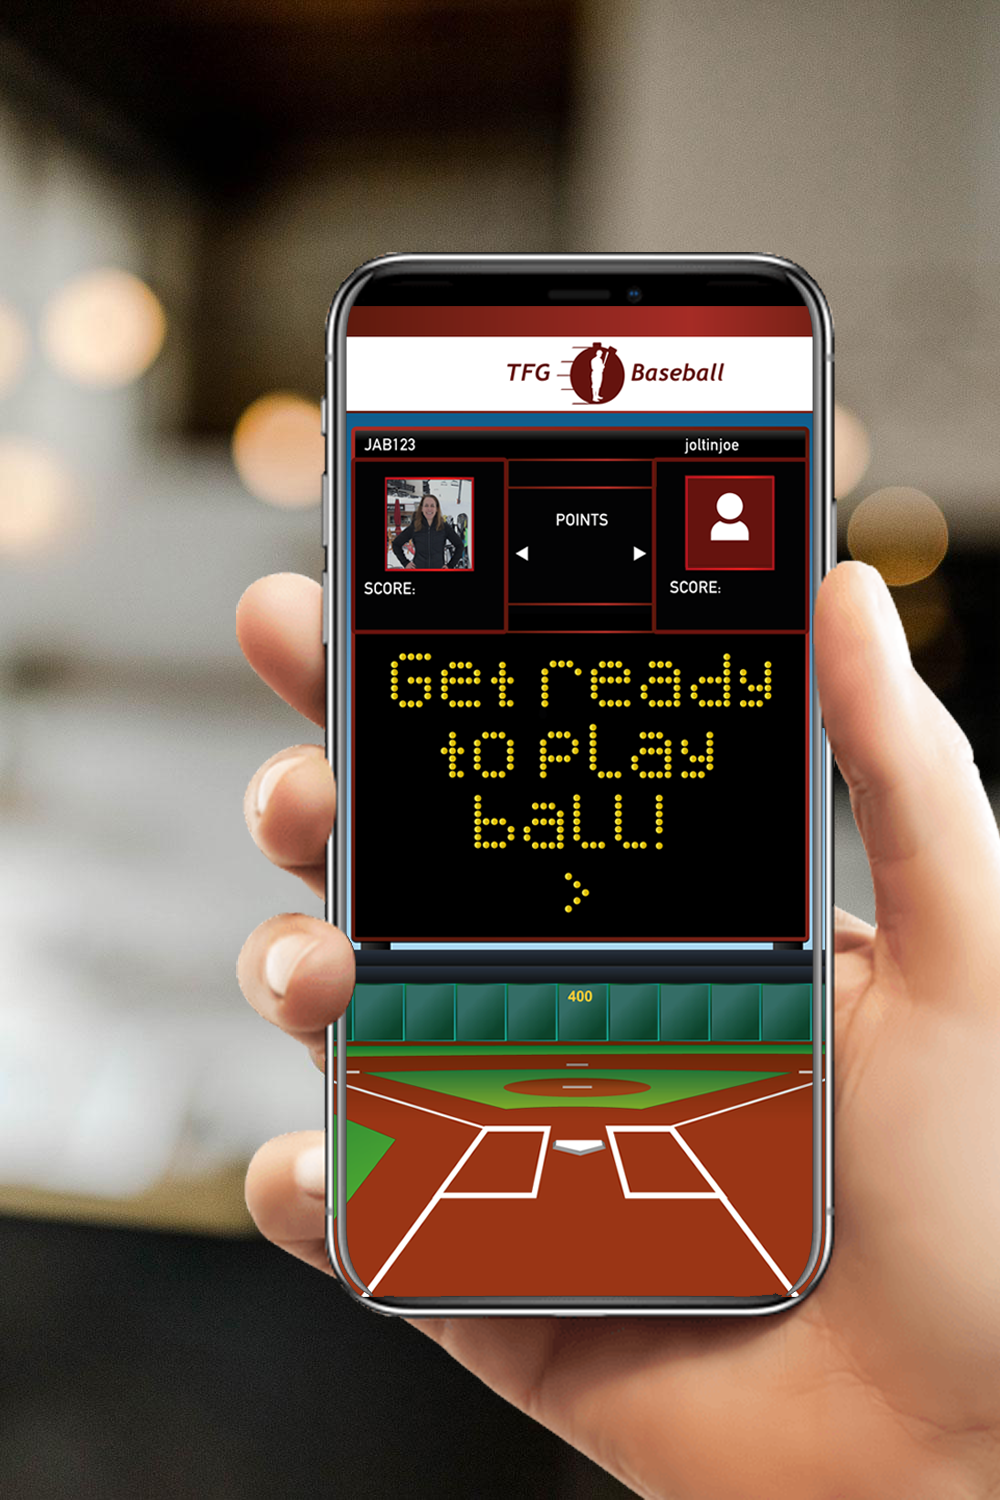 TFG Baseball
JAB123 joltinjoe
POINTS
SCORE: SCORE:
Get ready
to play
ball!
>
400